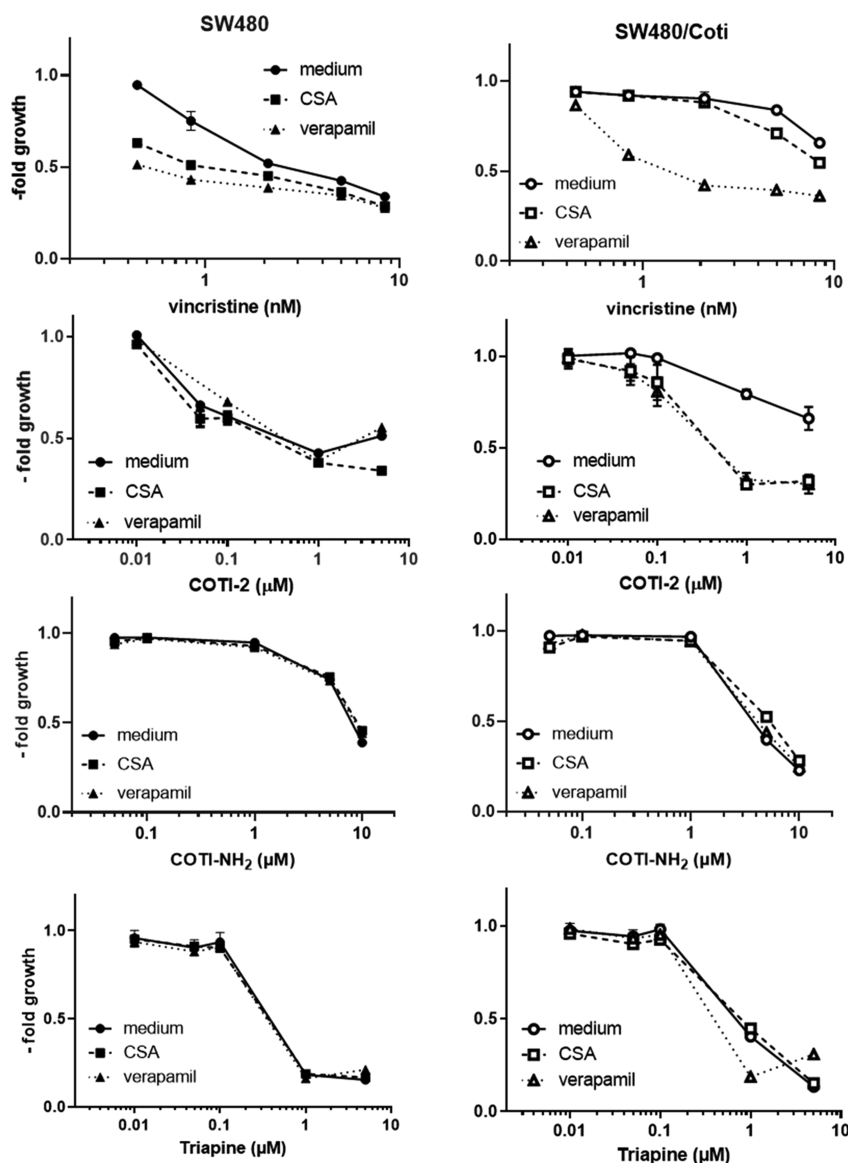 SW480
-fold growth
1.0
0.5
0.0
medium
CSA
verapamil
1
10
vincristine (nM)
SW480/Coti
1.0
0.5
0.0
medium
CSA
verapamil
1
10
vincristine (nM)
- fold growth
1.0
0.5
0.0
medium
CSA
verapamil
0.01
0.1
1
10
COTI-2 (μM)
1.0
0.5
0.0
medium
CSA
verapamil
0.01
0.1
1
10
COTI-2 (μM)
- fold growth
1.0
0.5
0.0
medium
CSA
verapamil
0.1
1
10
COTI-NH₂ (μM)
1.0
0.5
0.0
medium
CSA
verapamil
0.1
1
10
COTI-NH₂ (μM)
- fold growth
1.0
0.5
0.0
medium
CSA
verapamil
0.01
0.1
1
10
Triapine (μM)
1.0
0.5
0.0
medium
CSA
verapamil
0.01
0.1
1
10
Triapine (μM)